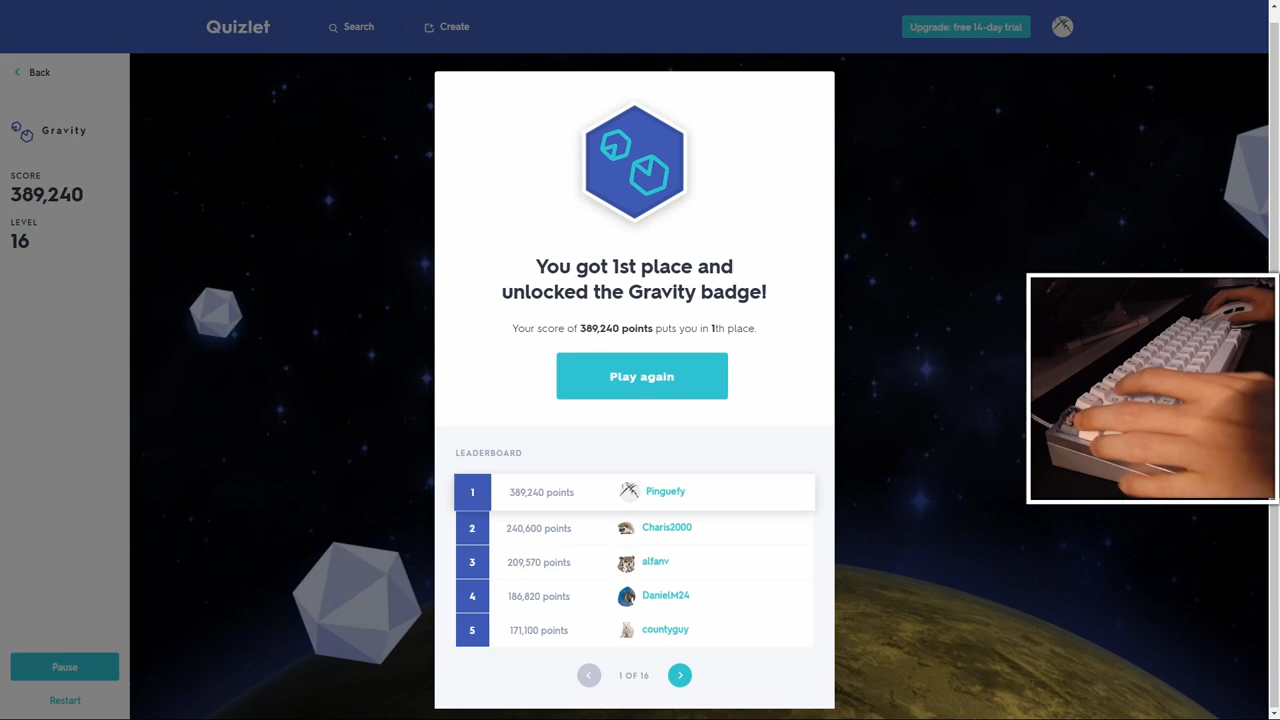 Quizlet
Search
Create
Upgrade: free 14-day trial
Back
Gravity
SCORE
389,240
LEVEL
16
You got 1st place and
unlocked the Gravity badge!
Your score of 389,240 points puts you in 1th place.
Play again
LEADERBOARD
1 389,240 points Pinguefy
2 240,600 points Charis2000
3 209,570 points alfanv
4 186,820 points DanielM24
5 171,100 points countyguy
1 OF 16
Pause
Restart